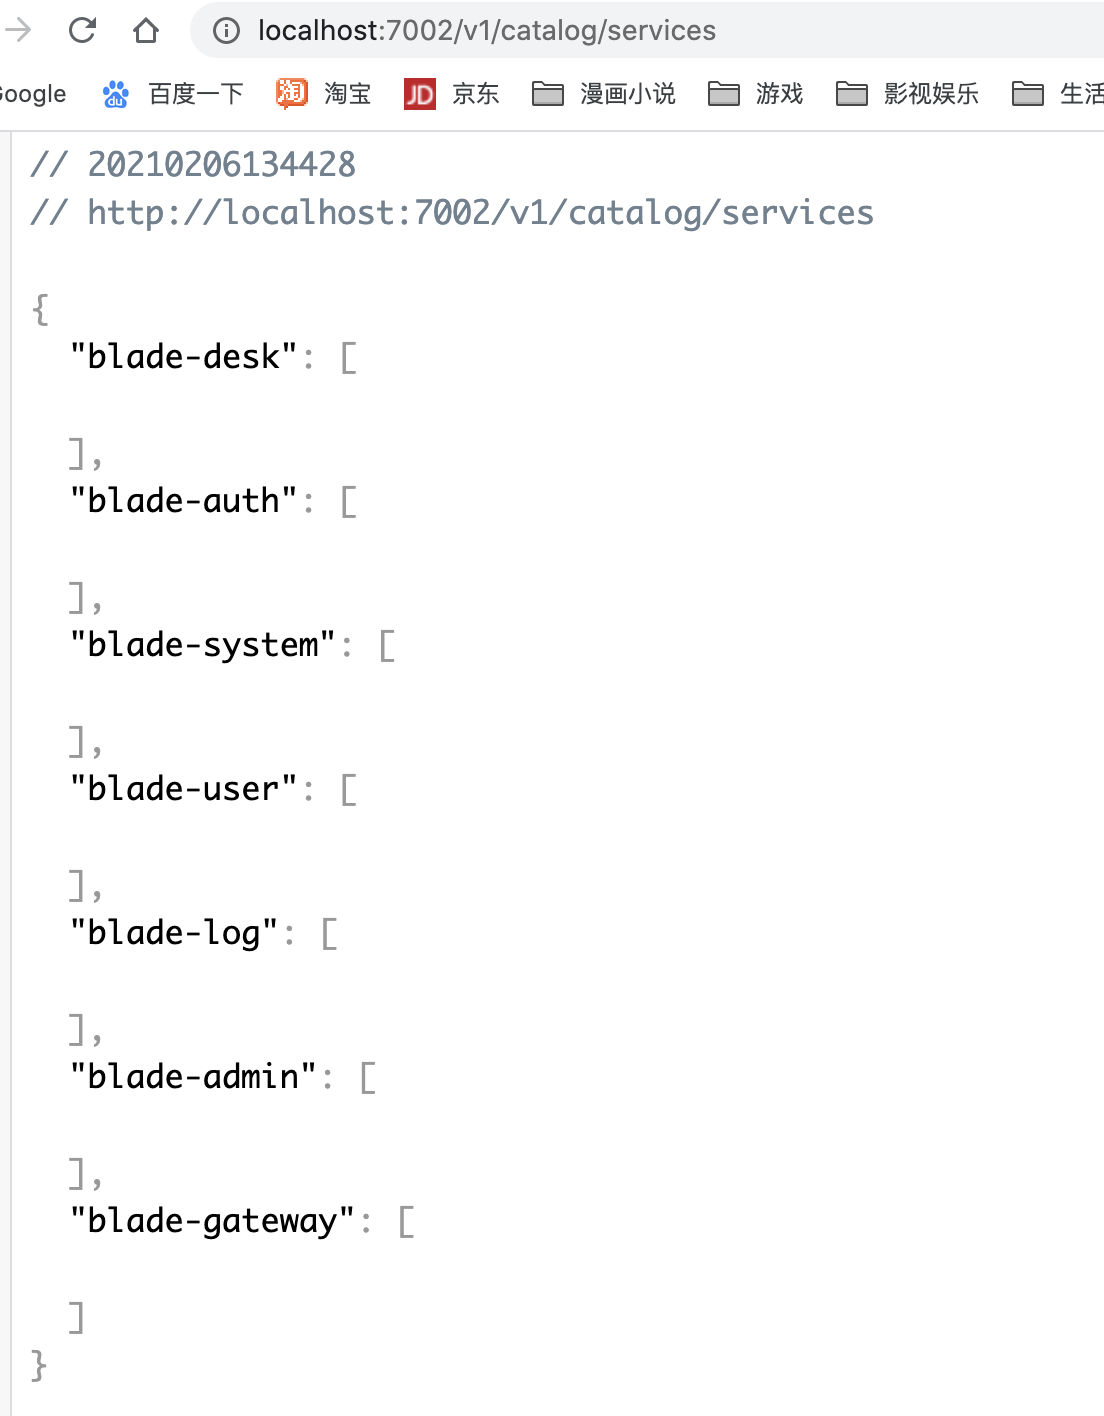 localhost:7002/v1/catalog/services
oogle 百度一下 淘 淘宝 JD 京东 漫画小说 游戏 影视娱乐 生活
// 20210206134428
// http://localhost:7002/v1/catalog/services
{
"blade-desk": [
],
"blade-auth": [
],
"blade-system": [
],
"blade-user": [
],
"blade-log": [
],
"blade-admin": [
],
"blade-gateway": [
]
}